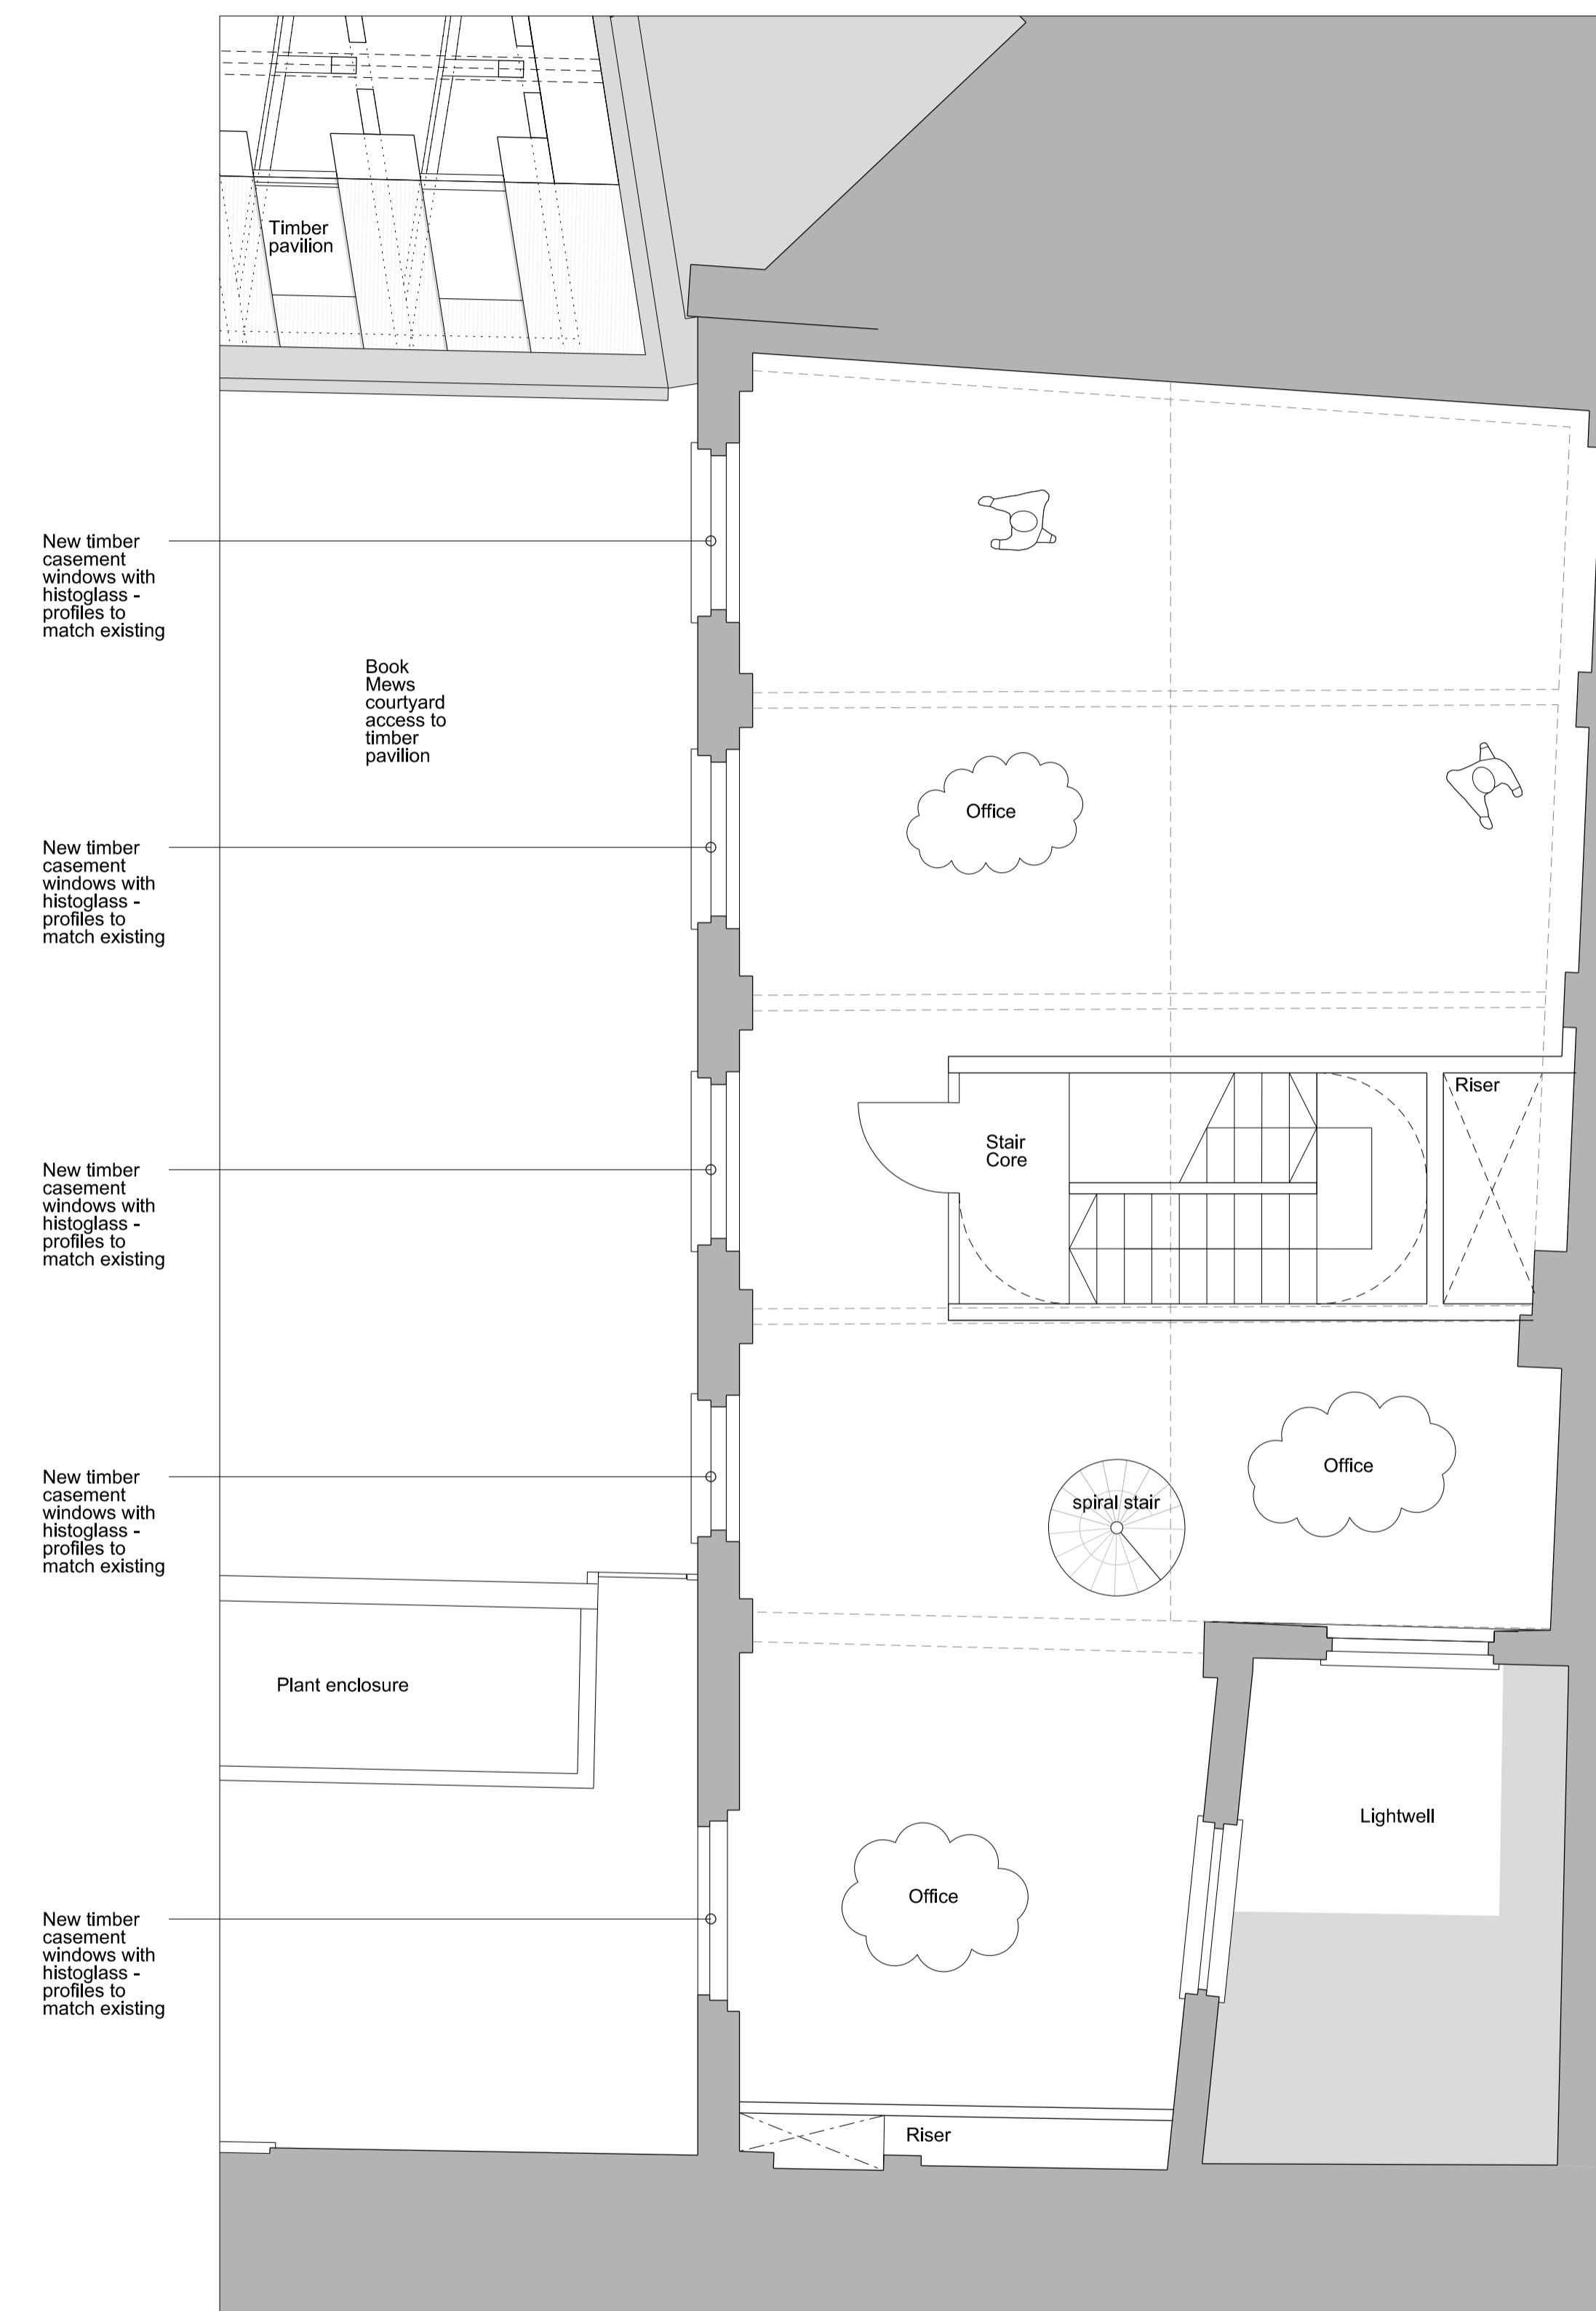 Timber
pavilion
New timber
casement
windows with
histoglass -
profiles to
match existing
Book
Mews
courtyard
access to
timber
pavilion
Office
New timber
casement
windows with
histoglass -
profiles to
match existing
Riser
Stair
Core
New timber
casement
windows with
histoglass -
profiles to
match existing
Office
spiral stair
New timber
casement
windows with
histoglass -
profiles to
match existing
Plant enclosure
Lightwell
Office
New timber
casement
windows with
histoglass -
profiles to
match existing
Riser